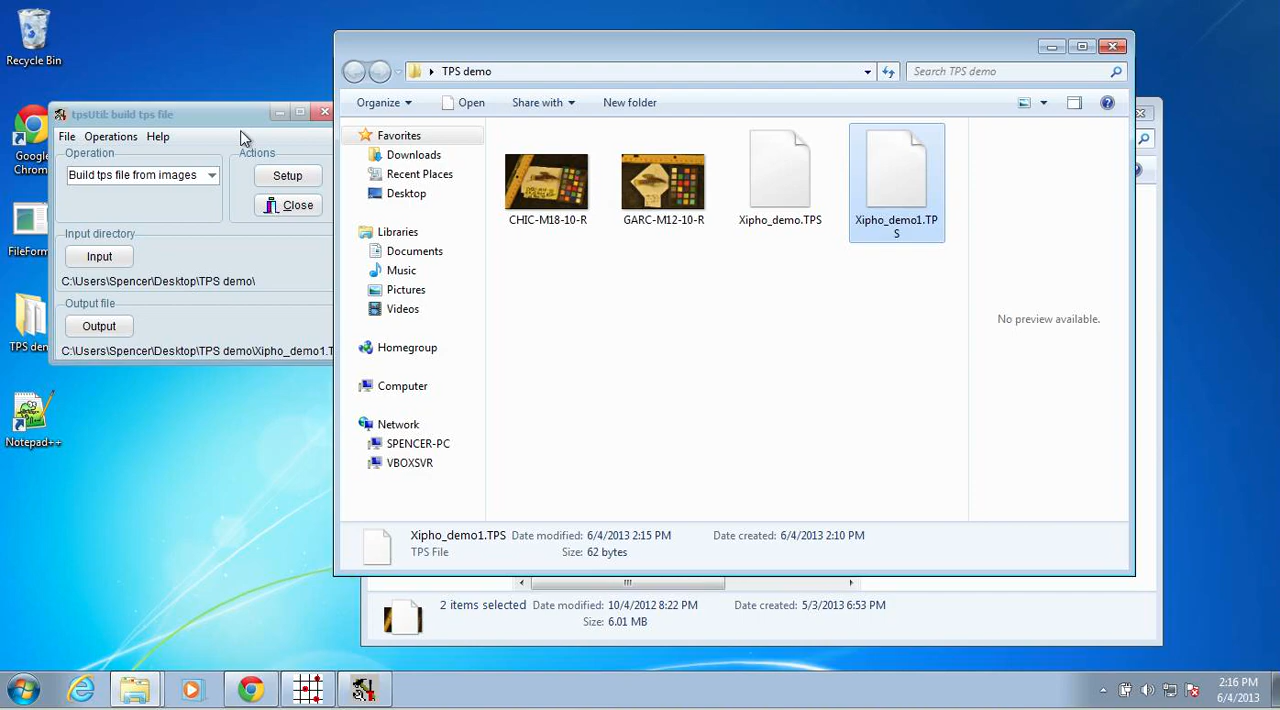 Recycle Bin
Google
Chrom
FileForm
TPS dem
Notepad++
tpsUtil: build tps file
File Operations Help
Operation
Build tps file from images
Actions
Setup
Close
Input directory
Input
C:\Users\Spencer\Desktop\TPS demo\
Output file
Output
C:\Users\Spencer\Desktop\TPS demo\Xipho_demo1.T
TPS demo
Search TPS demo
Organize Open Share with New folder
Favorites
Downloads
Recent Places
Desktop
Libraries
Documents
Music
Pictures
Videos
Homegroup
Computer
Network
SPENCER-PC
VBOXSVR
CHIC-M18-10-R
GARC-M12-10-R
Xipho_demo.TPS
Xipho_demo1.TP
S
No preview available.
Xipho_demo1.TPS Date modified: 6/4/2013 2:15 PM Date created: 6/4/2013 2:10 PM
TPS File Size: 62 bytes
2 items selected Date modified: 10/4/2012 8:22 PM Date created: 5/3/2013 6:53 PM
Size: 6.01 MB
2:16 PM
6/4/2013